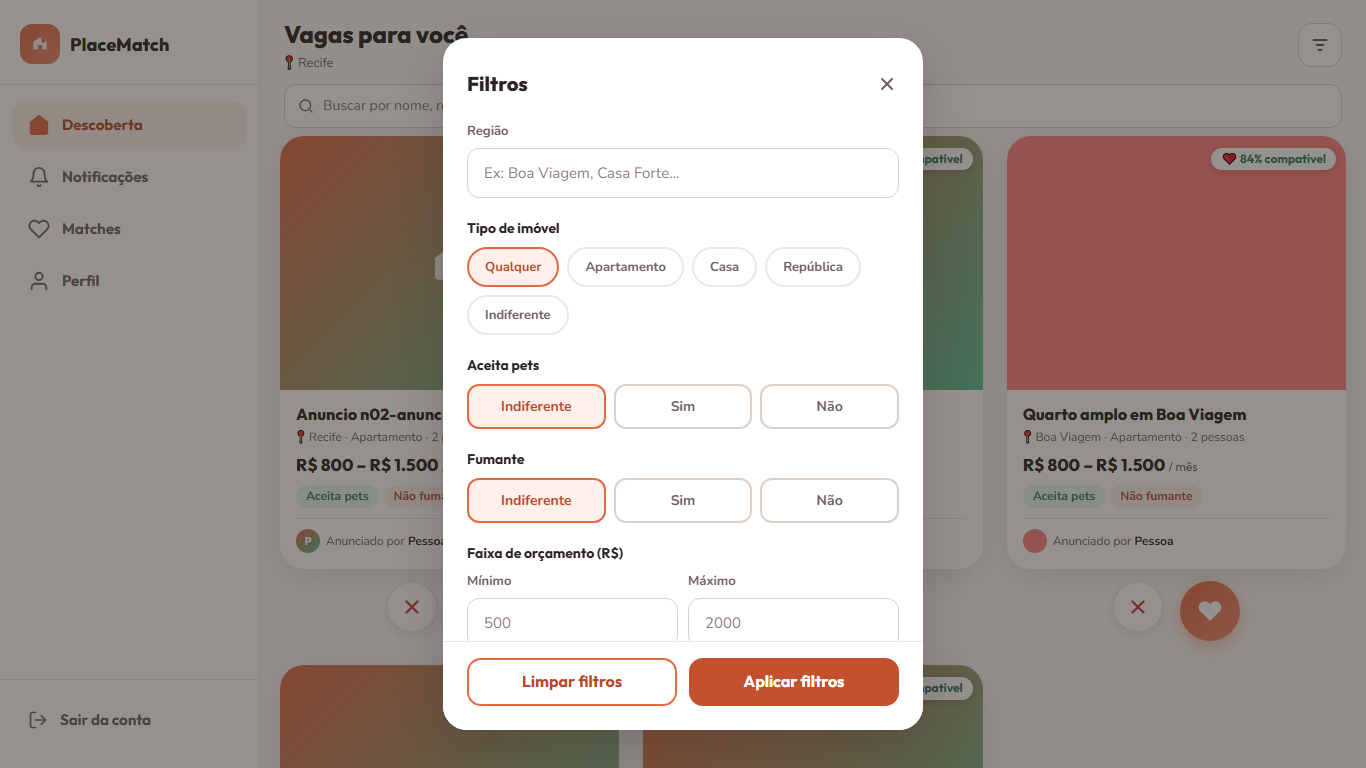 PlaceMatch
Descoberta
Notificações
Matches
Perfil
Sair da conta
Vagas para você
Recife
Buscar por nome, r
Filtros
Região
Ex: Boa Viagem, Casa Forte...
Tipo de imóvel
Qualquer
Apartamento
Casa
República
Indiferente
Aceita pets
Indiferente
Sim
Não
Fumante
Indiferente
Sim
Não
Faixa de orçamento (R$)
Mínimo
Máximo
500
2000
Limpar filtros
Aplicar filtros
Anuncio n02-anunc
Recife · Apartamento · 2
R$ 800 – R$ 1.500
Aceita pets
Não fuma
P
Anunciado por Pessoa
patível
84% compatível
Quarto amplo em Boa Viagem
Boa Viagem · Apartamento · 2 pessoas
R$ 800 – R$ 1.500 / mês
Aceita pets
Não fumante
Anunciado por Pessoa
patível